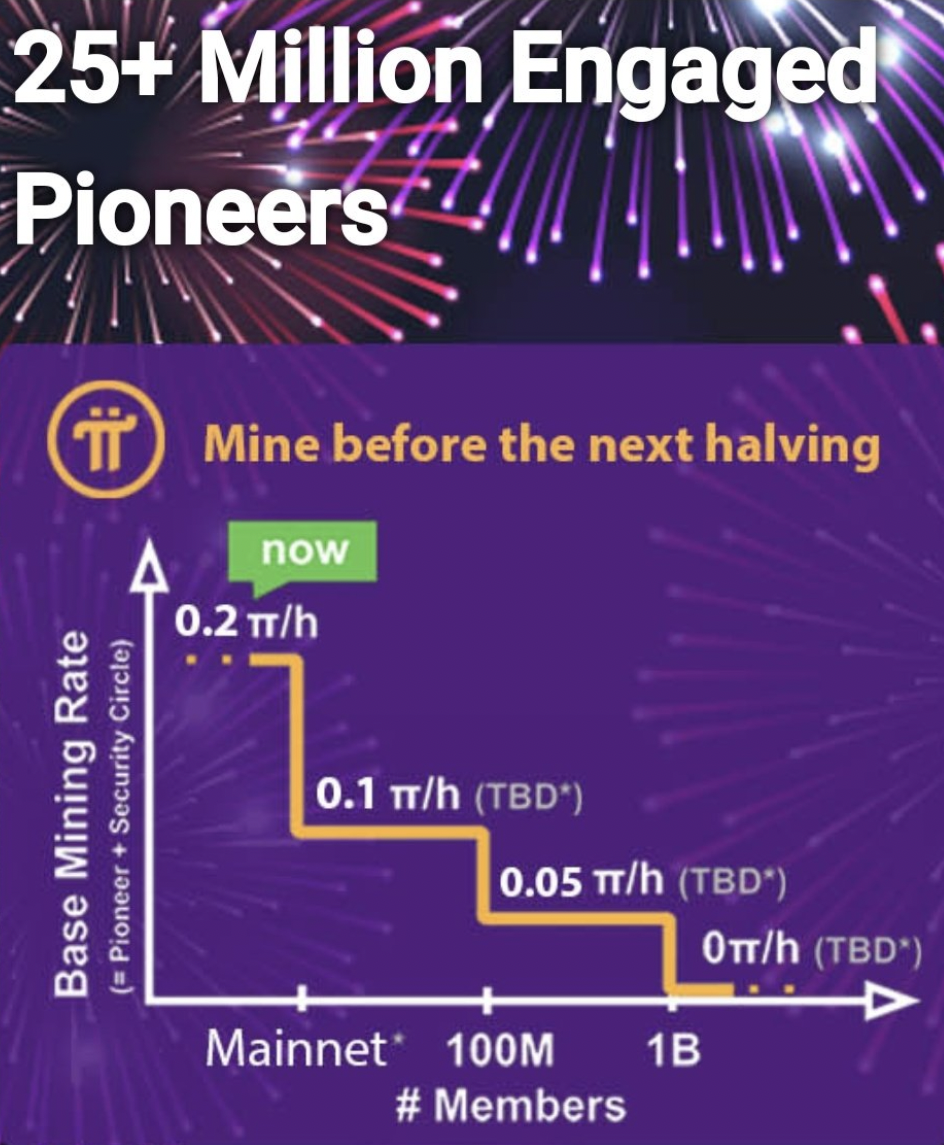 25+ Million Engaged
Pioneers
Mine before the next halving
now
0.2 π/h
0.1 π/h (TBD*)
0.05 π/h (TBD*)
0π/h (TBD*)
Base Mining Rate
(= Pioneer + Security Circle)
Mainnet* 100M 1B
# Members